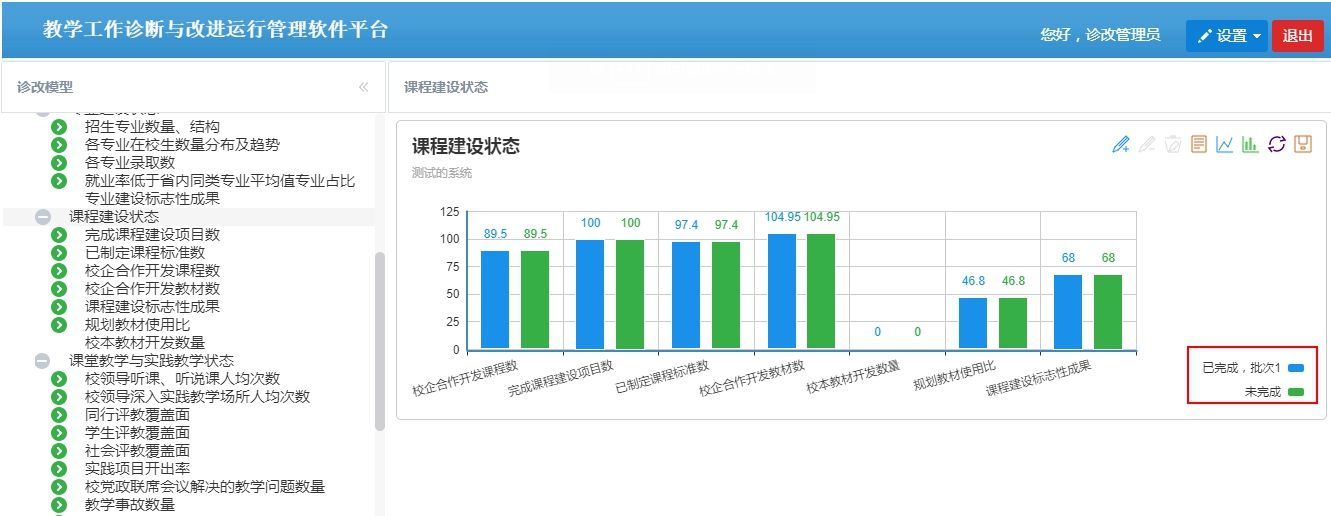 教学工作诊断与改进运行管理软件平台
您好，诊改管理员
设置
退出
诊改模型
«
课程建设状态
招生专业数量、结构
各专业在校生数量分布及趋势
各专业录取数
就业率低于省内同类专业平均值专业占比
专业建设标志性成果
课程建设状态
完成课程建设项目数
已制定课程标准数
校企合作开发课程数
校企合作开发教材数
课程建设标志性成果
规划教材使用比
校本教材开发数量
课堂教学与实践教学状态
校领导听课、听说课人均次数
校领导深入实践教学场所人均次数
同行评教覆盖面
学生评教覆盖面
社会评教覆盖面
实践项目开出率
校党政联席会议解决的教学问题数量
教学事故数量
课程建设状态
测试的系统
125
100
75
50
25
0
89.5 89.5
100 100
97.4 97.4
104.95 104.95
0 0
46.8 46.8
68 68
校企合作开发课程数
完成课程建设项目数
已制定课程标准数
校企合作开发教材数
校本教材开发数量
规划教材使用比
课程建设标志性成果
已完成，批次1
未完成